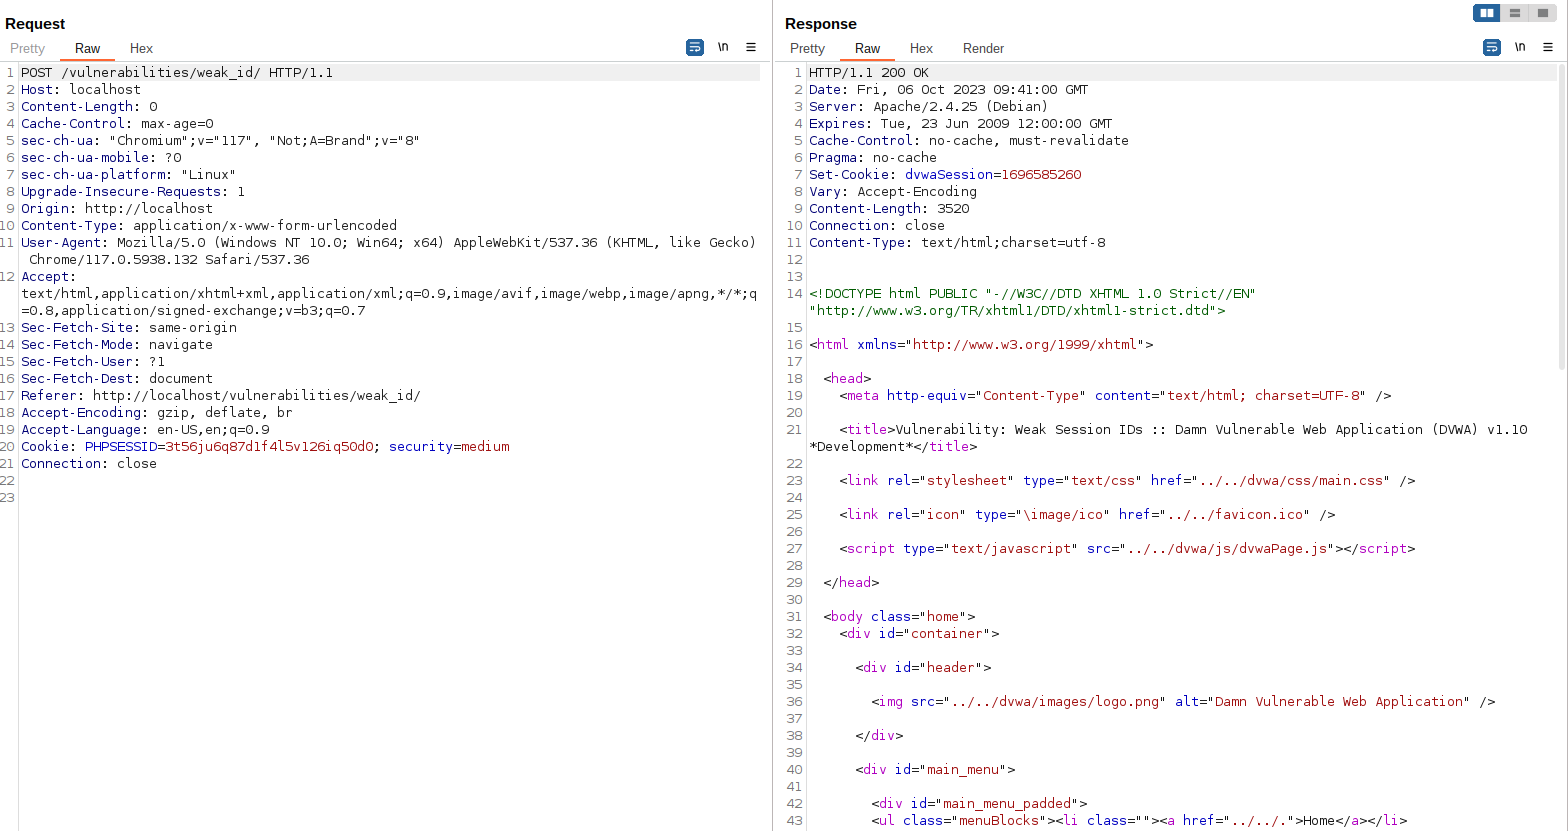 Request
Pretty Raw Hex \n
1 POST /vulnerabilities/weak_id/ HTTP/1.1
2 Host: localhost
3 Content-Length: 0
4 Cache-Control: max-age=0
5 sec-ch-ua: "Chromium";v="117", "Not;A=Brand";v="8"
6 sec-ch-ua-mobile: ?0
7 sec-ch-ua-platform: "Linux"
8 Upgrade-Insecure-Requests: 1
9 Origin: http://localhost
10 Content-Type: application/x-www-form-urlencoded
11 User-Agent: Mozilla/5.0 (Windows NT 10.0; Win64; x64) AppleWebKit/537.36 (KHTML, like Gecko)
Chrome/117.0.5938.132 Safari/537.36
12 Accept:
text/html,application/xhtml+xml,application/xml;q=0.9,image/avif,image/webp,image/apng,*/*;q
=0.8,application/signed-exchange;v=b3;q=0.7
13 Sec-Fetch-Site: same-origin
14 Sec-Fetch-Mode: navigate
15 Sec-Fetch-User: ?1
16 Sec-Fetch-Dest: document
17 Referer: http://localhost/vulnerabilities/weak_id/
18 Accept-Encoding: gzip, deflate, br
19 Accept-Language: en-US,en;q=0.9
20 Cookie: PHPSESSID=3t56ju6q87d1f4l5v126iq50d0; security=medium
21 Connection: close
22
23
Response
Pretty Raw Hex Render \n
1 HTTP/1.1 200 OK
2 Date: Fri, 06 Oct 2023 09:41:00 GMT
3 Server: Apache/2.4.25 (Debian)
4 Expires: Tue, 23 Jun 2009 12:00:00 GMT
5 Cache-Control: no-cache, must-revalidate
6 Pragma: no-cache
7 Set-Cookie: dvwaSession=1696585260
8 Vary: Accept-Encoding
9 Content-Length: 3520
10 Connection: close
11 Content-Type: text/html;charset=utf-8
12
13
14 <!DOCTYPE html PUBLIC "-//W3C//DTD XHTML 1.0 Strict//EN"
"http://www.w3.org/TR/xhtml1/DTD/xhtml1-strict.dtd">
15
16 <html xmlns="http://www.w3.org/1999/xhtml">
17
18 <head>
19 <meta http-equiv="Content-Type" content="text/html; charset=UTF-8" />
20
21 <title>Vulnerability: Weak Session IDs :: Damn Vulnerable Web Application (DVWA) v1.10
*Development*</title>
22
23 <link rel="stylesheet" type="text/css" href="../../dvwa/css/main.css" />
24
25 <link rel="icon" type="\image/ico" href="../../favicon.ico" />
26
27 <script type="text/javascript" src="../../dvwa/js/dvwaPage.js"></script>
28
29 </head>
30
31 <body class="home">
32 <div id="container">
33
34 <div id="header">
35
36 <img src="../../dvwa/images/logo.png" alt="Damn Vulnerable Web Application" />
37
38 </div>
39
40 <div id="main_menu">
41
42 <div id="main_menu_padded">
43 <ul class="menuBlocks"><li class=""><a href="../../.">Home</a></li>